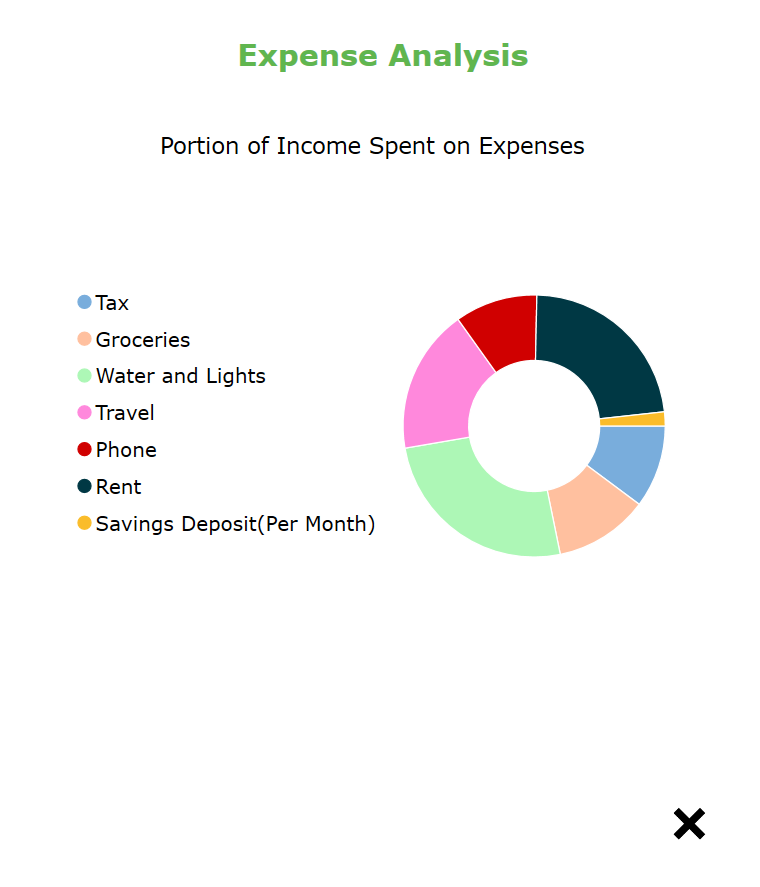 Expense Analysis
Portion of Income Spent on Expenses
Tax
Groceries
Water and Lights
Travel
Phone
Rent
Savings Deposit(Per Month)